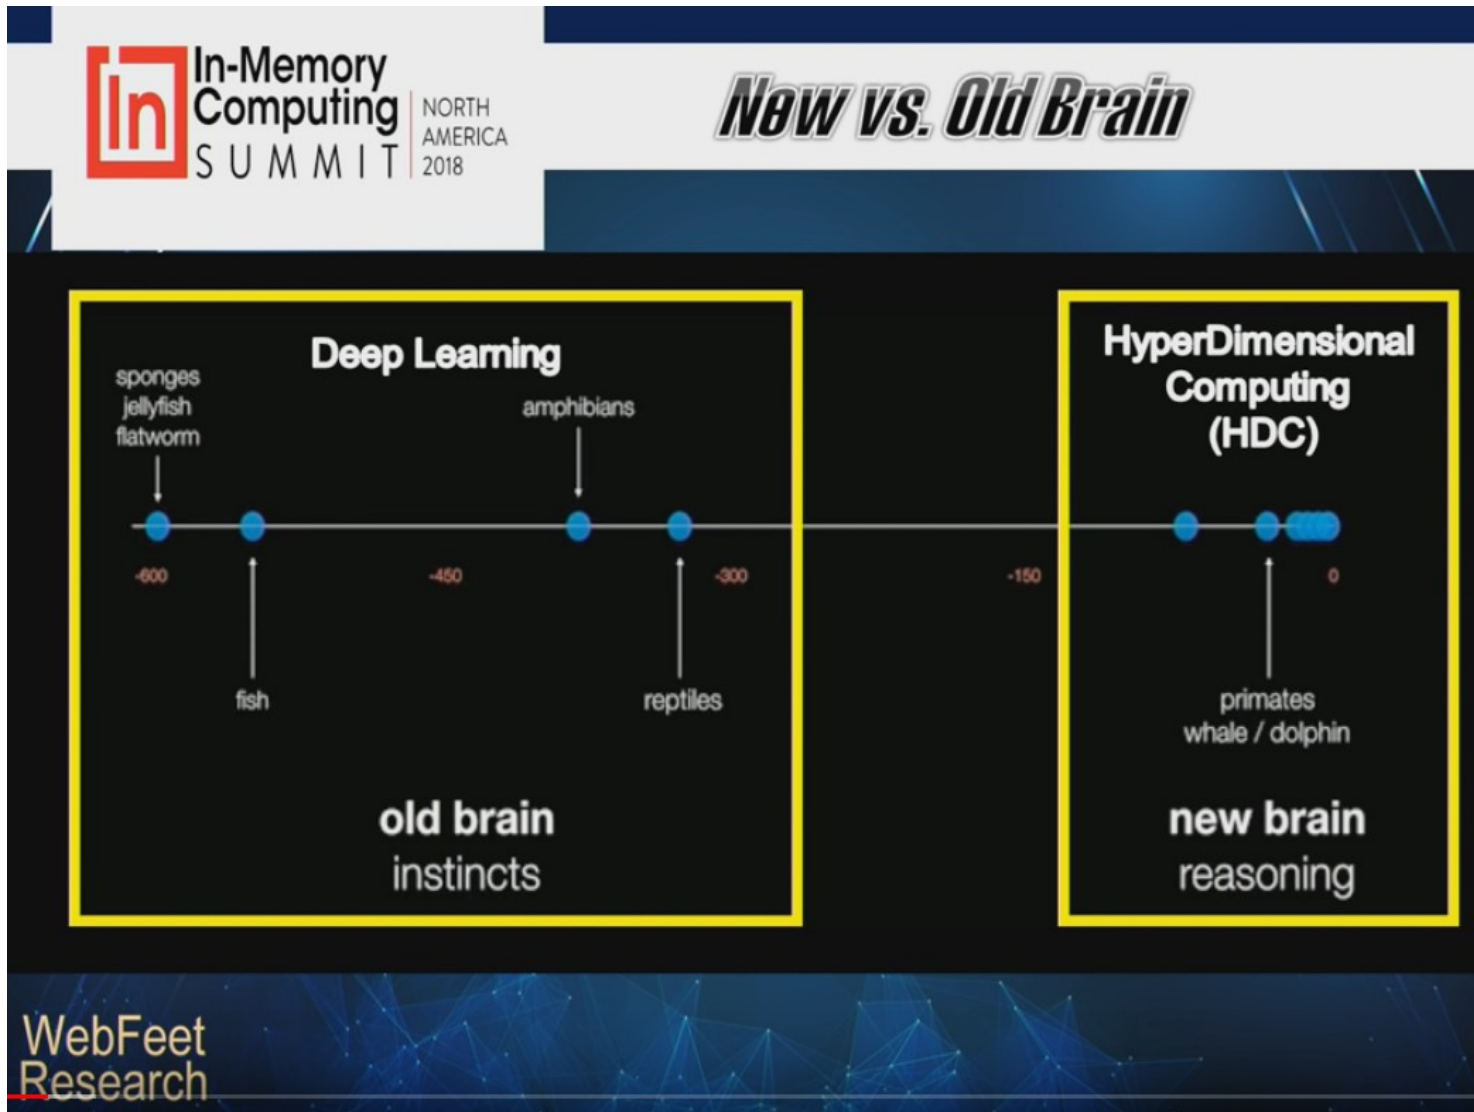 In
In-Memory
Computing
SUMMIT
NORTH
AMERICA
2018
New vs. Old Brain
Deep Learning
sponges
jellyfish
flatworm
amphibians
-600
-450
-300
-150
0
fish
reptiles
old brain
instincts
HyperDimensional
Computing
(HDC)
primates
whale / dolphin
new brain
reasoning
WebFeet
Research